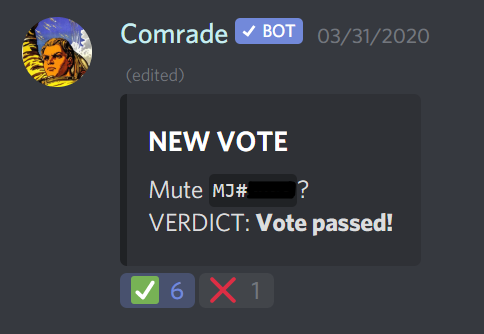 Comrade ✓ BOT 03/31/2020
(edited)
NEW VOTE
Mute MJ# ?
VERDICT: Vote passed!
✅ 6 ❌ 1